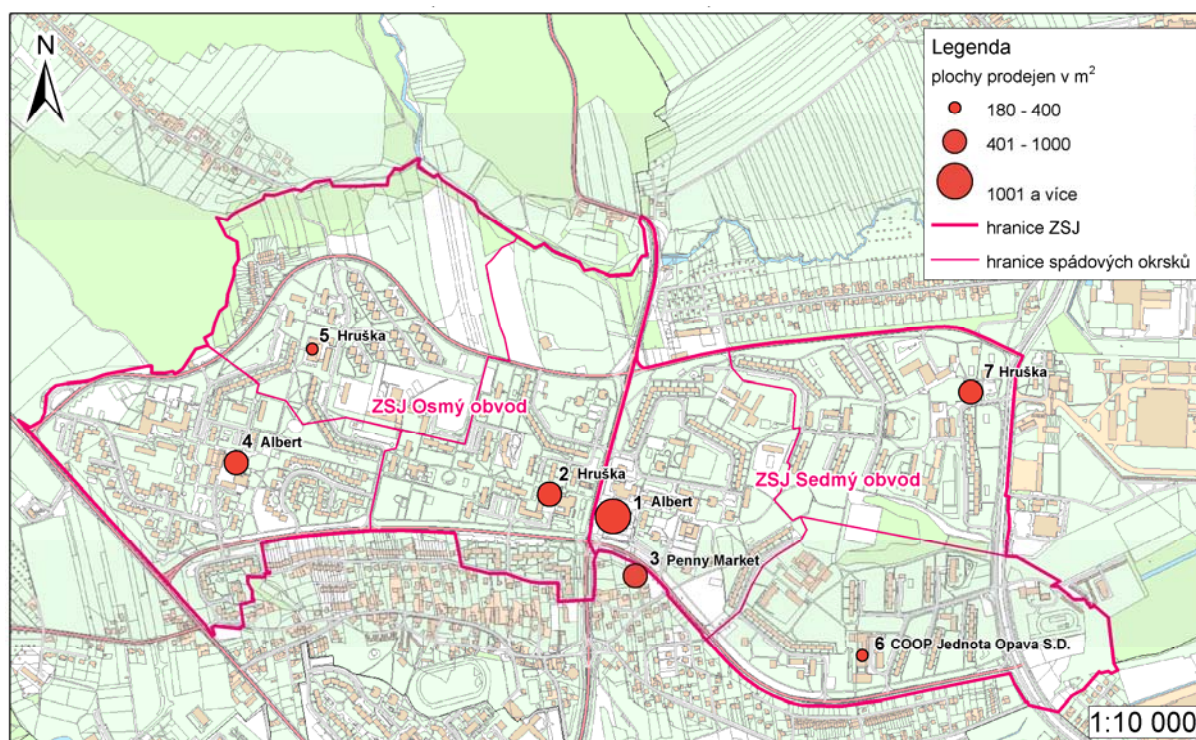 N
Legenda
plochy prodejen v m²
180 - 400
401 - 1000
1001 a více
hranice ZSJ
hranice spádových okrsků
5 Hruška
7 Hruška
ZSJ Osmý obvod
4 Albert
2 Hruška
ZSJ Sedmý obvod
1 Albert
3 Penny Market
6 COOP Jednota Opava S.D.
1:10 000